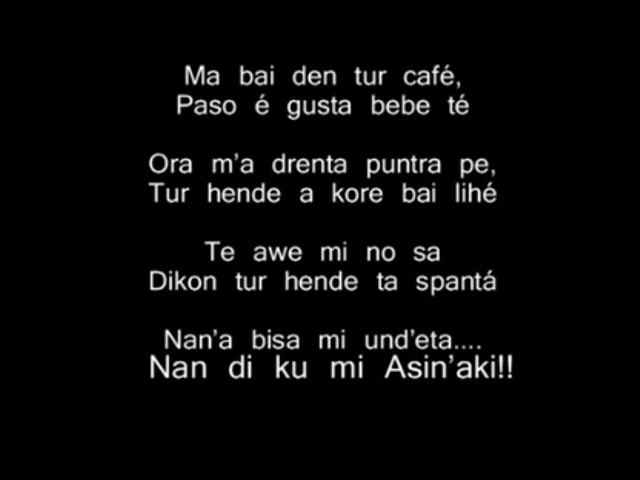 Ma bai den tur café,
Paso é gusta bebe té
Ora m'a drenta puntra pe,
Tur hende a kore bai lihé
Te awe mi no sa
Dikon tur hende ta spantá
Nan'a bisa mi und'eta....
Nan di ku mi Asin'aki!!